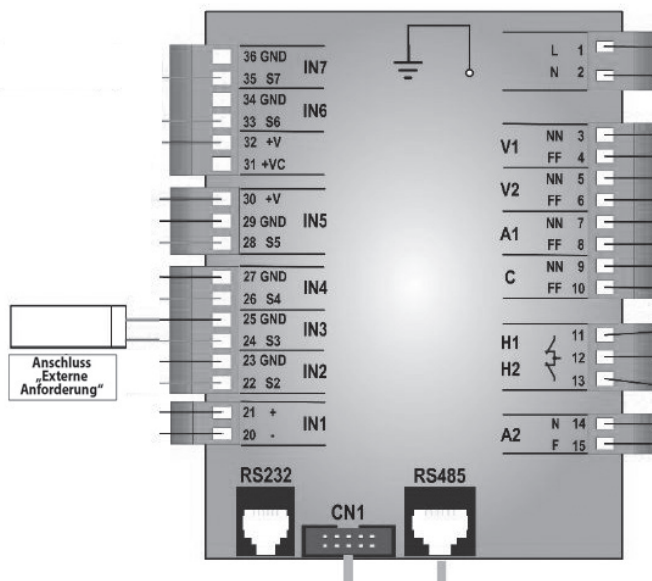 36 GND
35 S7
IN7
34 GND
33 S6
IN6
32 +V
31 +VC
30 +V
29 GND
28 S5
IN5
27 GND
26 S4
IN4
25 GND
24 S3
IN3
23 GND
22 S2
IN2
21 +
20 -
IN1
Anschluss
„Externe
Anforderung“
L 1
N 2
V1
NN 3
FF 4
V2
NN 5
FF 6
A1
NN 7
FF 8
C
NN 9
FF 10
H1
H2
11
12
13
A2
N 14
F 15
RS232
CN1
RS485